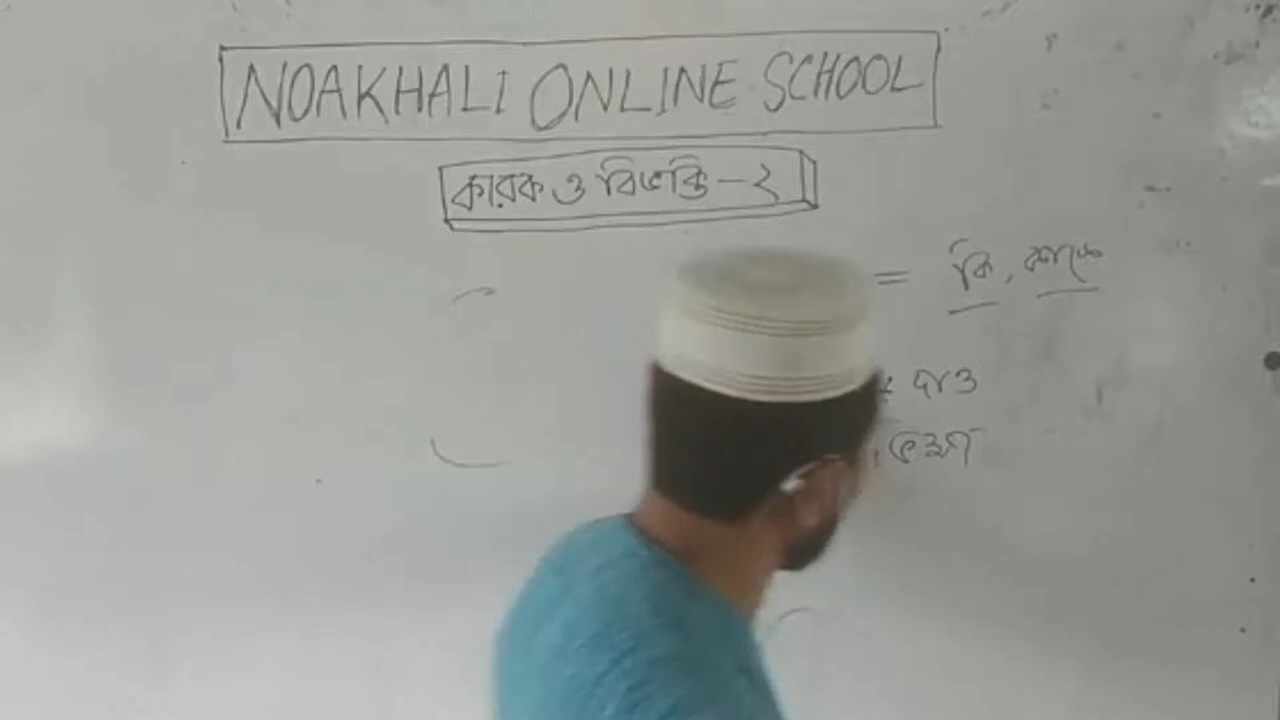 NOAKHALI ONLINE SCHOOL
কারক ও বিভক্তি-২
= কি, কাকে
দাও